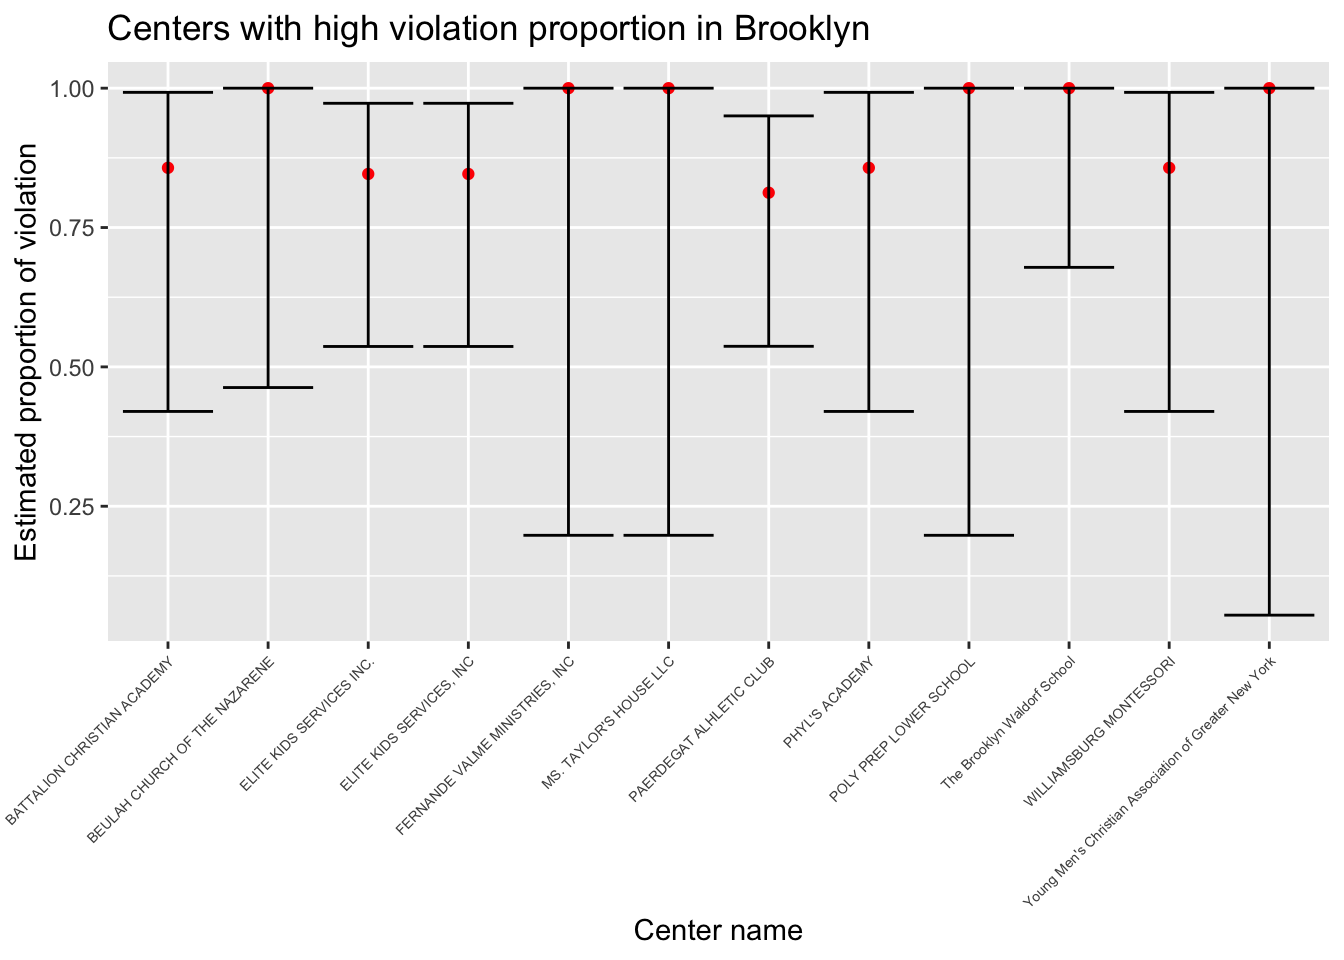 Centers with high violation proportion in Brooklyn
Estimated proportion of violation
1.00
0.75
0.50
0.25
BATTALION CHRISTIAN ACADEMY
BEULAH CHURCH OF THE NAZARENE
ELITE KIDS SERVICES INC.
ELITE KIDS SERVICES, INC
FERNANDE VALME MINISTRIES, INC
MS. TAYLOR'S HOUSE LLC
PAERDEGAT ALHLETIC CLUB
PHYL'S ACADEMY
POLY PREP LOWER SCHOOL
The Brooklyn Waldorf School
WILLIAMSBURG MONTESSORI
Young Men's Christian Association of Greater New York
Center name